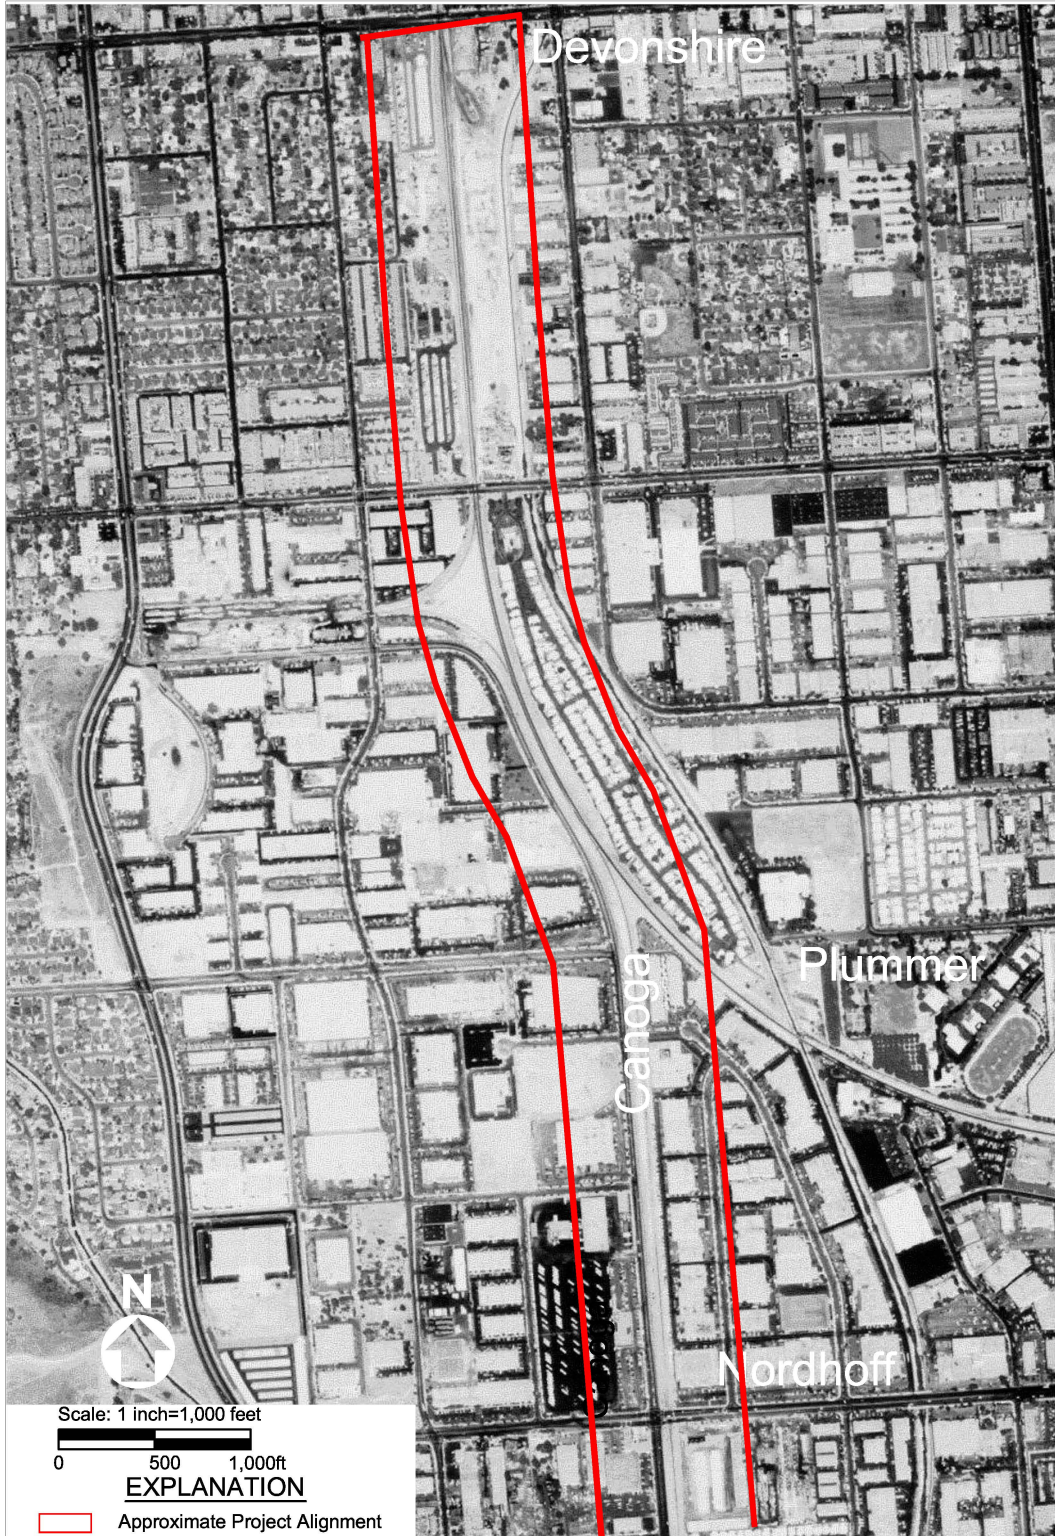 Devonshire
Plummer
Canoga
Nordhoff
N
Scale: 1 inch=1,000 feet
0 500 1,000ft
EXPLANATION
Approximate Project Alignment